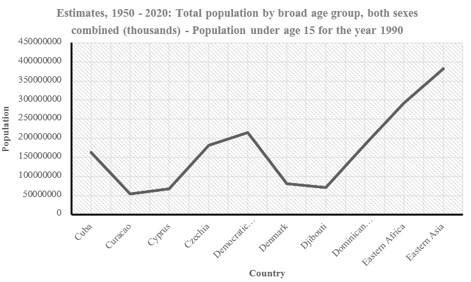 Estimates, 1950 - 2020: Total population by broad age group, both sexes
combined (thousands) - Population under age 15 for the year 1990
450000000
400000000
350000000
300000000
250000000
200000000
150000000
100000000
50000000
0
Population
Cuba
Curacao
Cyprus
Czechia
Democratic...
Denmark
Djibouti
Dominican...
Eastern Africa
Eastern Asia
Country